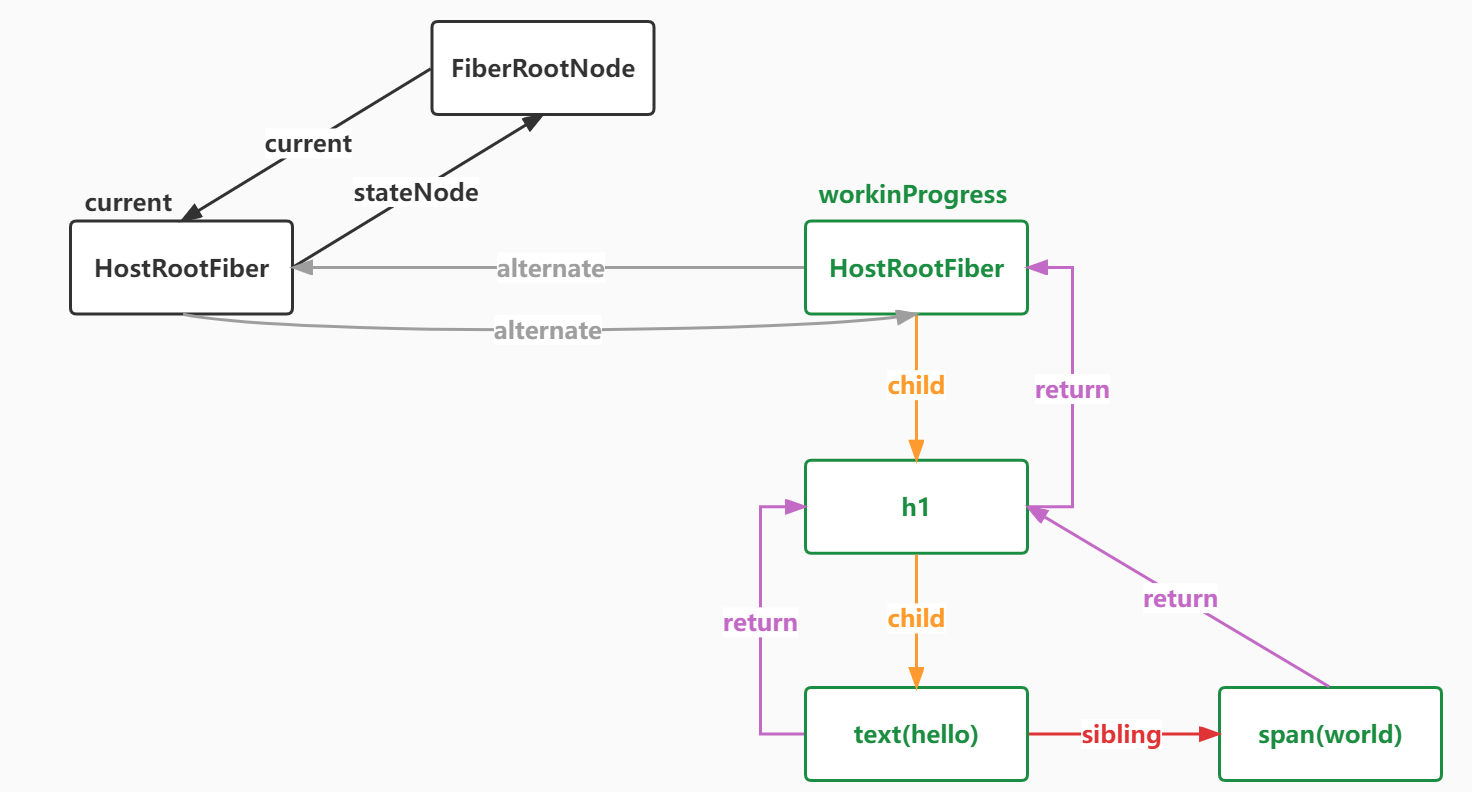 FiberRootNode
current
stateNode
current
workinProgress
HostRootFiber
alternate
HostRootFiber
alternate
child
return
h1
return
child
return
text(hello)
sibling
span(world)